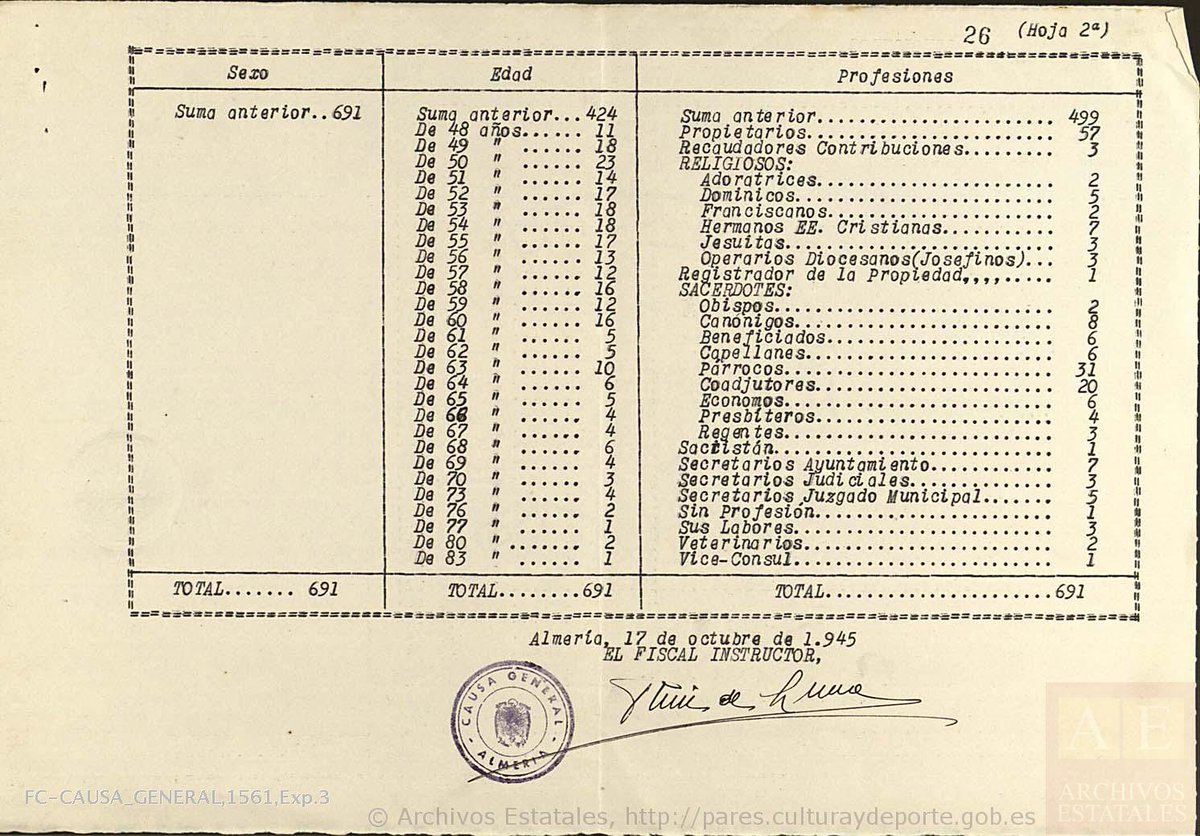 26 (Hoja 2ª)
Sexo Edad Profesiones
Suma anterior..691
Suma anterior...424
De 48 años...... 11
De 49 " ...... 18
De 50 " ...... 23
De 51 " ...... 14
De 52 " ...... 17
De 53 " ...... 18
De 54 " ...... 18
De 55 " ...... 17
De 56 " ...... 13
De 57 " ...... 12
De 58 " ...... 16
De 59 " ...... 12
De 60 " ...... 16
De 61 " ...... 5
De 62 " ...... 5
De 63 " ...... 10
De 64 " ...... 6
De 65 " ...... 5
De 66 " ...... 4
De 67 " ...... 4
De 68 " ...... 6
De 69 " ...... 4
De 70 " ...... 3
De 73 " ...... 4
De 76 " ...... 2
De 77 " ...... 1
De 80 " ....... 2
De 83 " ...... 1
Suma anterior........................ 499
Propietarios......................... 57
Recaudadores Contribuciones......... 3
RELIGIOSOS:
Adoratrices....................... 2
Dominicos......................... 5
Franciscanos...................... 2
Hermanos EE. Cristianas........... 7
Jesuitas.......................... 3
Operarios Diocesanos(Josefinos)... 3
Registrador de la Propiedad,,,,..... 1
SACERDOTES:
Obispos........................... 2
Canónigos......................... 8
Beneficiados...................... 6
Capellanes........................ 6
Párrocos.......................... 31
Coadjutores....................... 20
Economos.......................... 6
Presbíteros....................... 4
Regentes.......................... 3
Sacristán........................... 1
Secretarios Ayuntamiento............ 7
Secretarios Judiciales.............. 3
Secretarios Juzgado Municipal....... 5
Sin Profesión....................... 1
Sus Labores......................... 3
Veterinarios........................ 2
Vice-Consul......................... 1
TOTAL....... 691 TOTAL........691 TOTAL.......................691
Almería, 17 de octubre de 1.945
EL FISCAL INSTRUCTOR,
CAUSA GENERAL
- ALMERIA -
FC-CAUSA_GENERAL,1561,Exp.3
© Archivos Estatales, http://pares.culturaydeporte.gob.es
A E
ARCHIVOS
ESTATALES